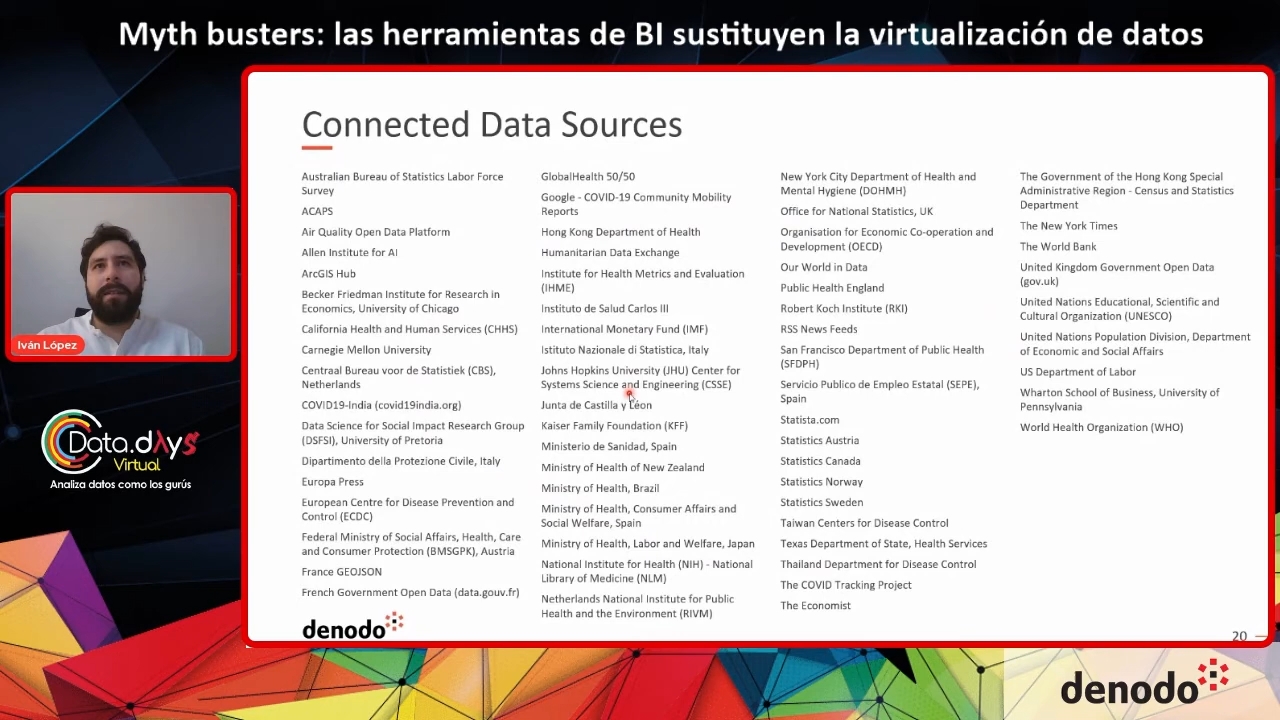 Myth busters: las herramientas de BI sustituyen la virtualización de datos
Iván López
Data.dAys
Virtual
Analiza datos como los gurús
Connected Data Sources
Australian Bureau of Statistics Labor Force
Survey
ACAPS
Air Quality Open Data Platform
Allen Institute for AI
ArcGIS Hub
Becker Friedman Institute for Research in
Economics, University of Chicago
California Health and Human Services (CHHS)
Carnegie Mellon University
Centraal Bureau voor de Statistiek (CBS),
Netherlands
COVID19-India (covid19india.org)
Data Science for Social Impact Research Group
(DSFSI), University of Pretoria
Dipartimento della Protezione Civile, Italy
Europa Press
European Centre for Disease Prevention and
Control (ECDC)
Federal Ministry of Social Affairs, Health, Care
and Consumer Protection (BMSGPK), Austria
France GEOJSON
French Government Open Data (data.gouv.fr)
GlobalHealth 50/50
Google - COVID-19 Community Mobility
Reports
Hong Kong Department of Health
Humanitarian Data Exchange
Institute for Health Metrics and Evaluation
(IHME)
Instituto de Salud Carlos III
International Monetary Fund (IMF)
Istituto Nazionale di Statistica, Italy
Johns Hopkins University (JHU) Center for
Systems Science and Engineering (CSSE)
Junta de Castilla y Léon
Kaiser Family Foundation (KFF)
Ministerio de Sanidad, Spain
Ministry of Health of New Zealand
Ministry of Health, Brazil
Ministry of Health, Consumer Affairs and
Social Welfare, Spain
Ministry of Health, Labor and Welfare, Japan
National Institute for Health (NIH) - National
Library of Medicine (NLM)
Netherlands National Institute for Public
Health and the Environment (RIVM)
New York City Department of Health and
Mental Hygiene (DOHMH)
Office for National Statistics, UK
Organisation for Economic Co-operation and
Development (OECD)
Our World in Data
Public Health England
Robert Koch Institute (RKI)
RSS News Feeds
San Francisco Department of Public Health
(SFDPH)
Servicio Publico de Empleo Estatal (SEPE),
Spain
Statista.com
Statistics Austria
Statistics Canada
Statistics Norway
Statistics Sweden
Taiwan Centers for Disease Control
Texas Department of State, Health Services
Thailand Department for Disease Control
The COVID Tracking Project
The Economist
The Government of the Hong Kong Special
Administrative Region - Census and Statistics
Department
The New York Times
The World Bank
United Kingdom Government Open Data
(gov.uk)
United Nations Educational, Scientific and
Cultural Organization (UNESCO)
United Nations Population Division, Department
of Economic and Social Affairs
US Department of Labor
Wharton School of Business, University of
Pennsylvania
World Health Organization (WHO)
denodo
20
denodo